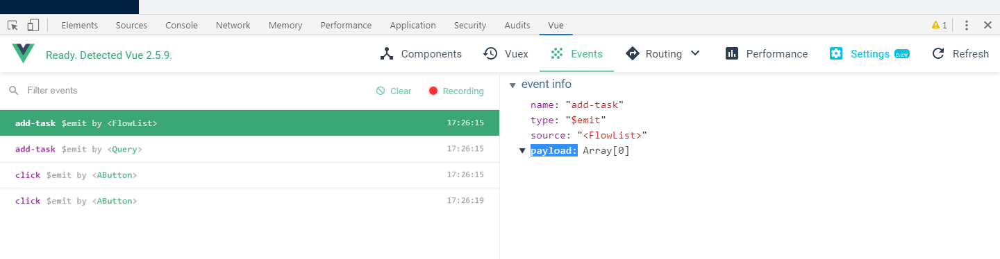 Elements Sources Console Network Memory Performance Application Security Audits Vue 1
Ready. Detected Vue 2.5.9. Components Vuex Events Routing Performance Settings new Refresh
Filter events Clear Recording
add-task $emit by <FlowList> 17:26:15
add-task $emit by <Query> 17:26:15
click $emit by <AButton> 17:26:15
click $emit by <AButton> 17:26:19
event info
name: "add-task"
type: "$emit"
source: "<FlowList>"
payload: Array[0]